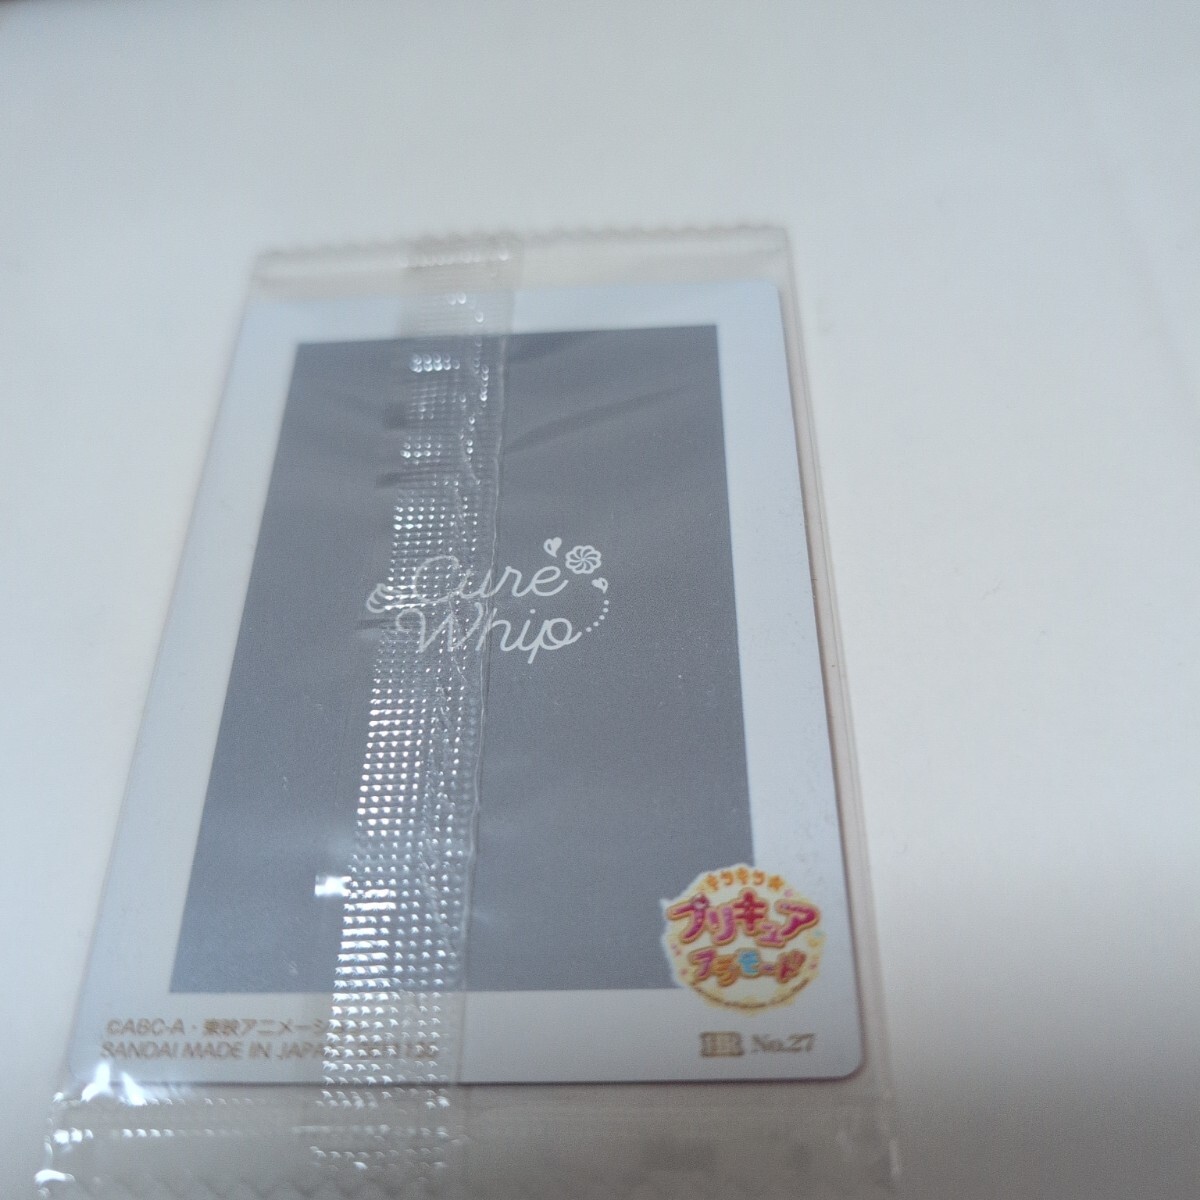 Cure
Whip
キラキラ☆
プリキュア
アラモード
©ABC-A・東映アニメーション
BANDAI MADE IN JAPAN
HR No.27